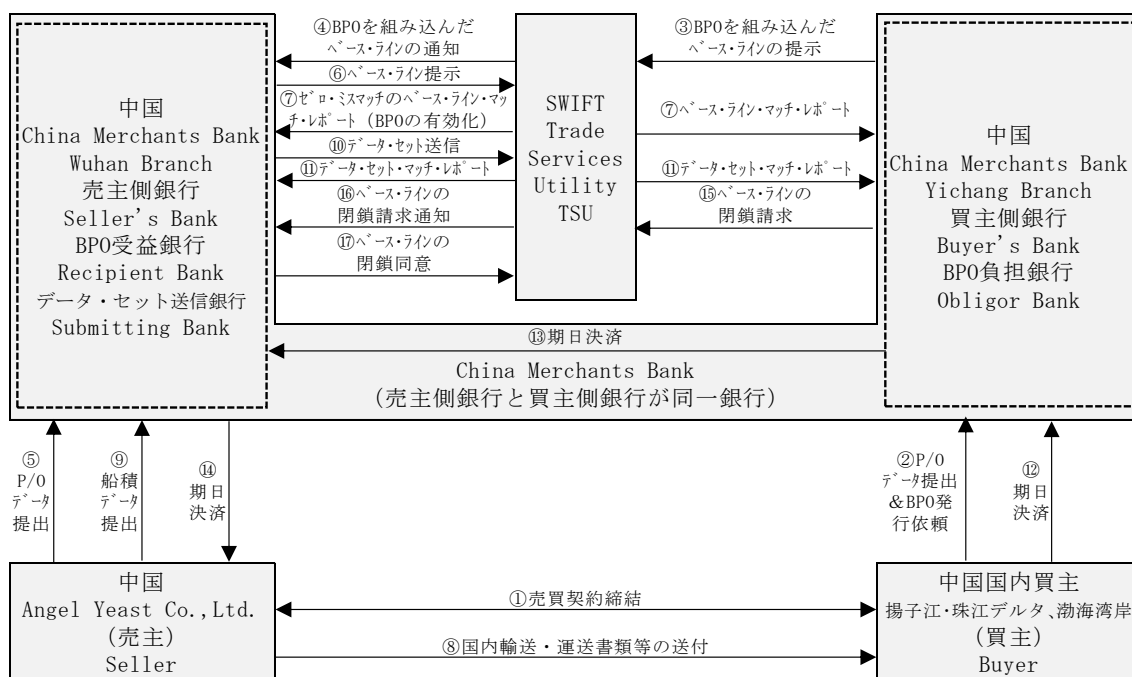 ④BPOを組み込んだ
ﾍﾞｰｽ・ﾗｲﾝの通知
⑥ﾍﾞｰｽ・ﾗｲﾝ提示
⑦ｾﾞﾛ・ﾐｽﾏｯﾁのﾍﾞｰｽ・ﾗｲﾝ・ﾏｯ
ﾁ・ﾚﾎﾟｰﾄ（BPOの有効化）
⑩ﾃﾞｰﾀ・ｾｯﾄ送信
⑪ﾃﾞｰﾀ・ｾｯﾄ・ﾏｯﾁ・ﾚﾎﾟｰﾄ
⑯ﾍﾞｰｽ・ﾗｲﾝの
閉鎖請求通知
⑰ﾍﾞｰｽ・ﾗｲﾝの
閉鎖同意
③BPOを組み込んだ
ﾍﾞｰｽ・ﾗｲﾝの提示
⑦ﾍﾞｰｽ・ﾗｲﾝ・ﾏｯﾁ・ﾚﾎﾟｰﾄ
⑪ﾃﾞｰﾀ・ｾｯﾄ・ﾏｯﾁ・ﾚﾎﾟｰﾄ
⑮ﾍﾞｰｽ・ﾗｲﾝの
閉鎖請求
中国
China Merchants Bank
Wuhan Branch
売主側銀行
Seller's Bank
BPO受益銀行
Recipient Bank
データ・セット送信銀行
Submitting Bank
SWIFT
Trade
Services
Utility
TSU
中国
China Merchants Bank
Yichang Branch
買主側銀行
Buyer's Bank
BPO負担銀行
Obligor Bank
⑬期日決済
China Merchants Bank
(売主側銀行と買主側銀行が同一銀行)
⑤
P/O
ﾃﾞｰﾀ
提出
⑨
船積
ﾃﾞｰﾀ
提出
⑭
期日
決済
②P/O
ﾃﾞｰﾀ提出
＆BPO発
行依頼
⑫
期日
決済
中国
Angel Yeast Co.,Ltd.
(売主)
Seller
①売買契約締結
⑧国内輸送・運送書類等の送付
中国国内買主
揚子江・珠江デルタ、渤海湾岸
(買主)
Buyer